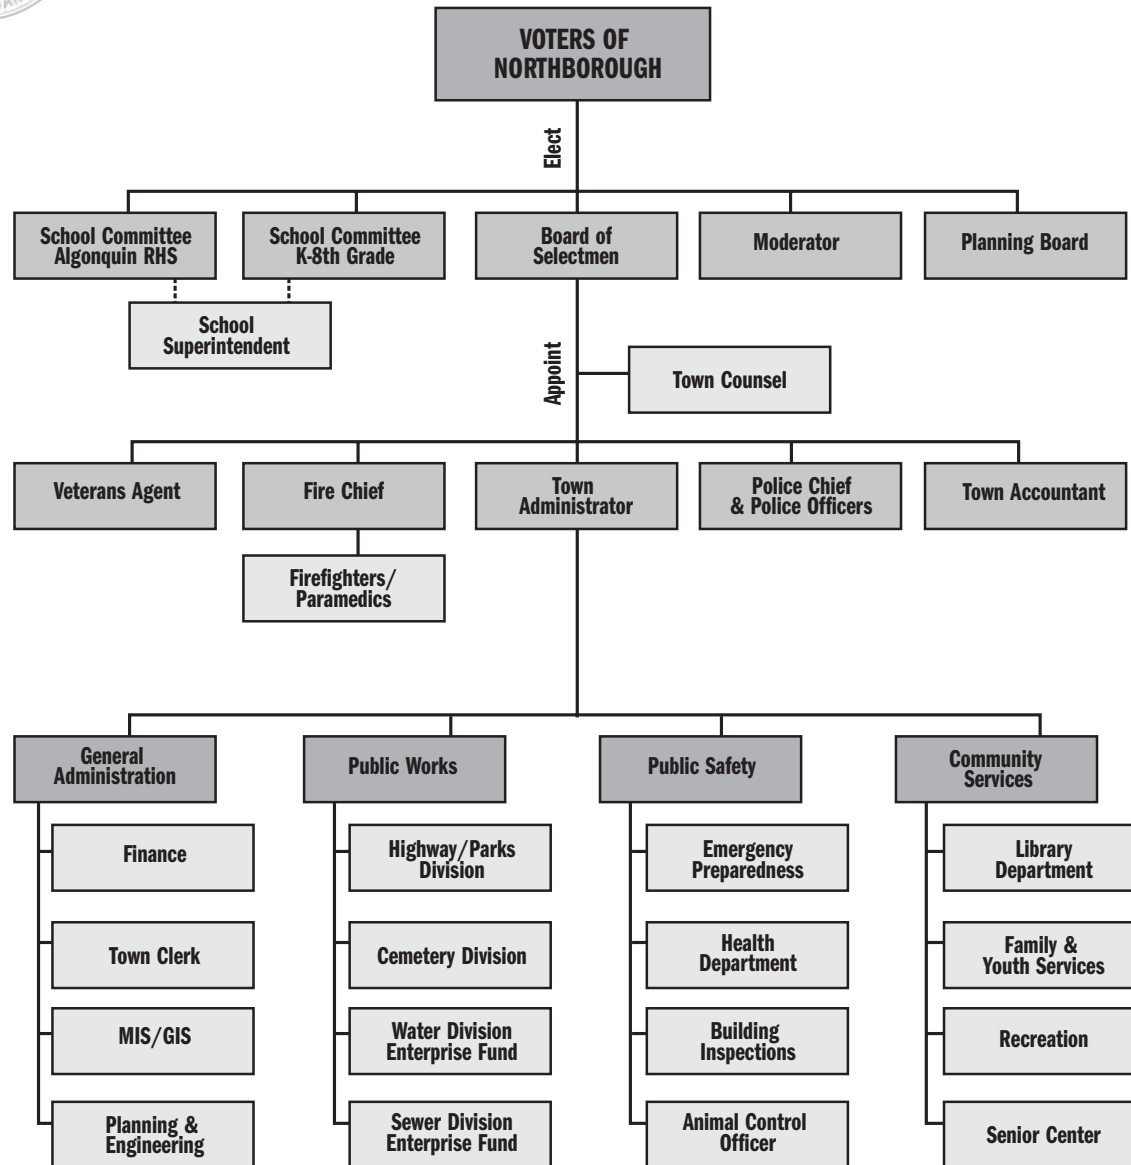 VOTERS OF
NORTHBOROUGH
Elect
School Committee
Algonquin RHS
School Committee
K-8th Grade
Board of
Selectmen
Moderator
Planning Board
School
Superintendent
Appoint
Town Counsel
Veterans Agent
Fire Chief
Town
Administrator
Police Chief
& Police Officers
Town Accountant
Firefighters/
Paramedics
General
Administration
Public Works
Public Safety
Community
Services
Finance
Highway/Parks
Division
Emergency
Preparedness
Library
Department
Town Clerk
Cemetery Division
Health
Department
Family &
Youth Services
MIS/GIS
Water Division
Enterprise Fund
Building
Inspections
Recreation
Planning &
Engineering
Sewer Division
Enterprise Fund
Animal Control
Officer
Senior Center